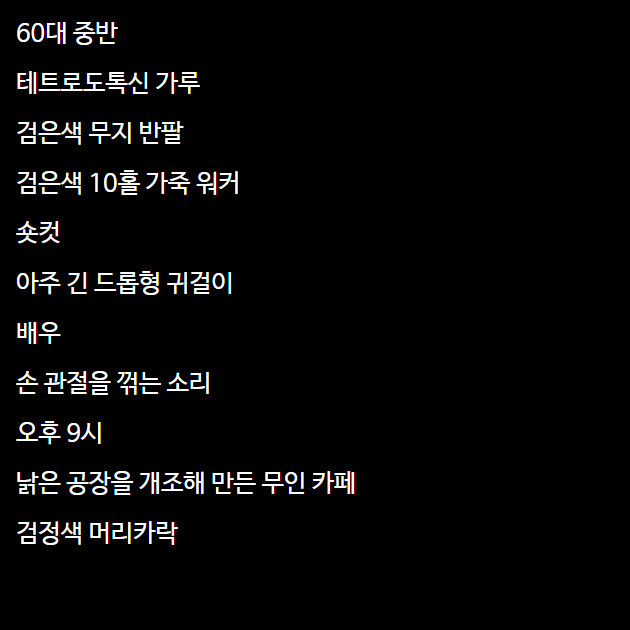 60대 중반
테트로도톡신 가루
검은색 무지 반팔
검은색 10홀 가죽 워커
숏컷
아주 긴 드롭형 귀걸이
배우
손 관절을 꺾는 소리
오후 9시
낡은 공장을 개조해 만든 무인 카페
검정색 머리카락